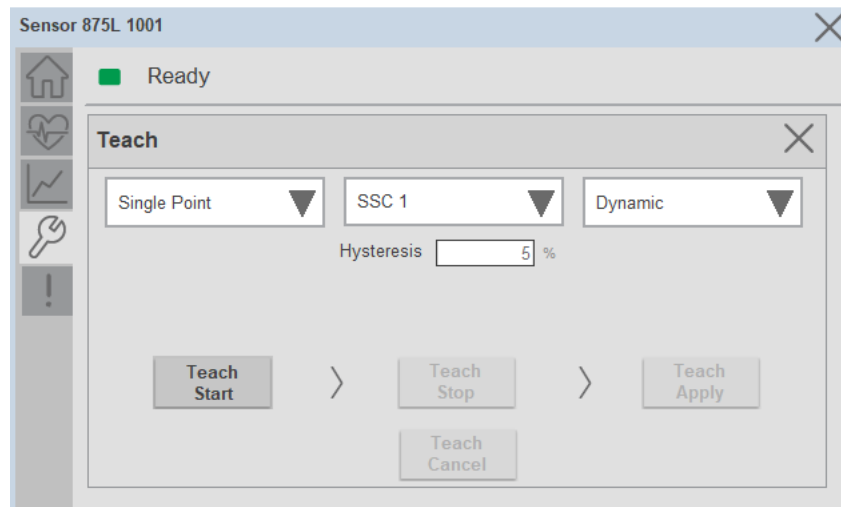 Sensor 875L 1001
Ready
Teach
Single Point
SSC 1
Dynamic
Hysteresis 5 %
Teach
Start
Teach
Stop
Teach
Apply
Teach
Cancel